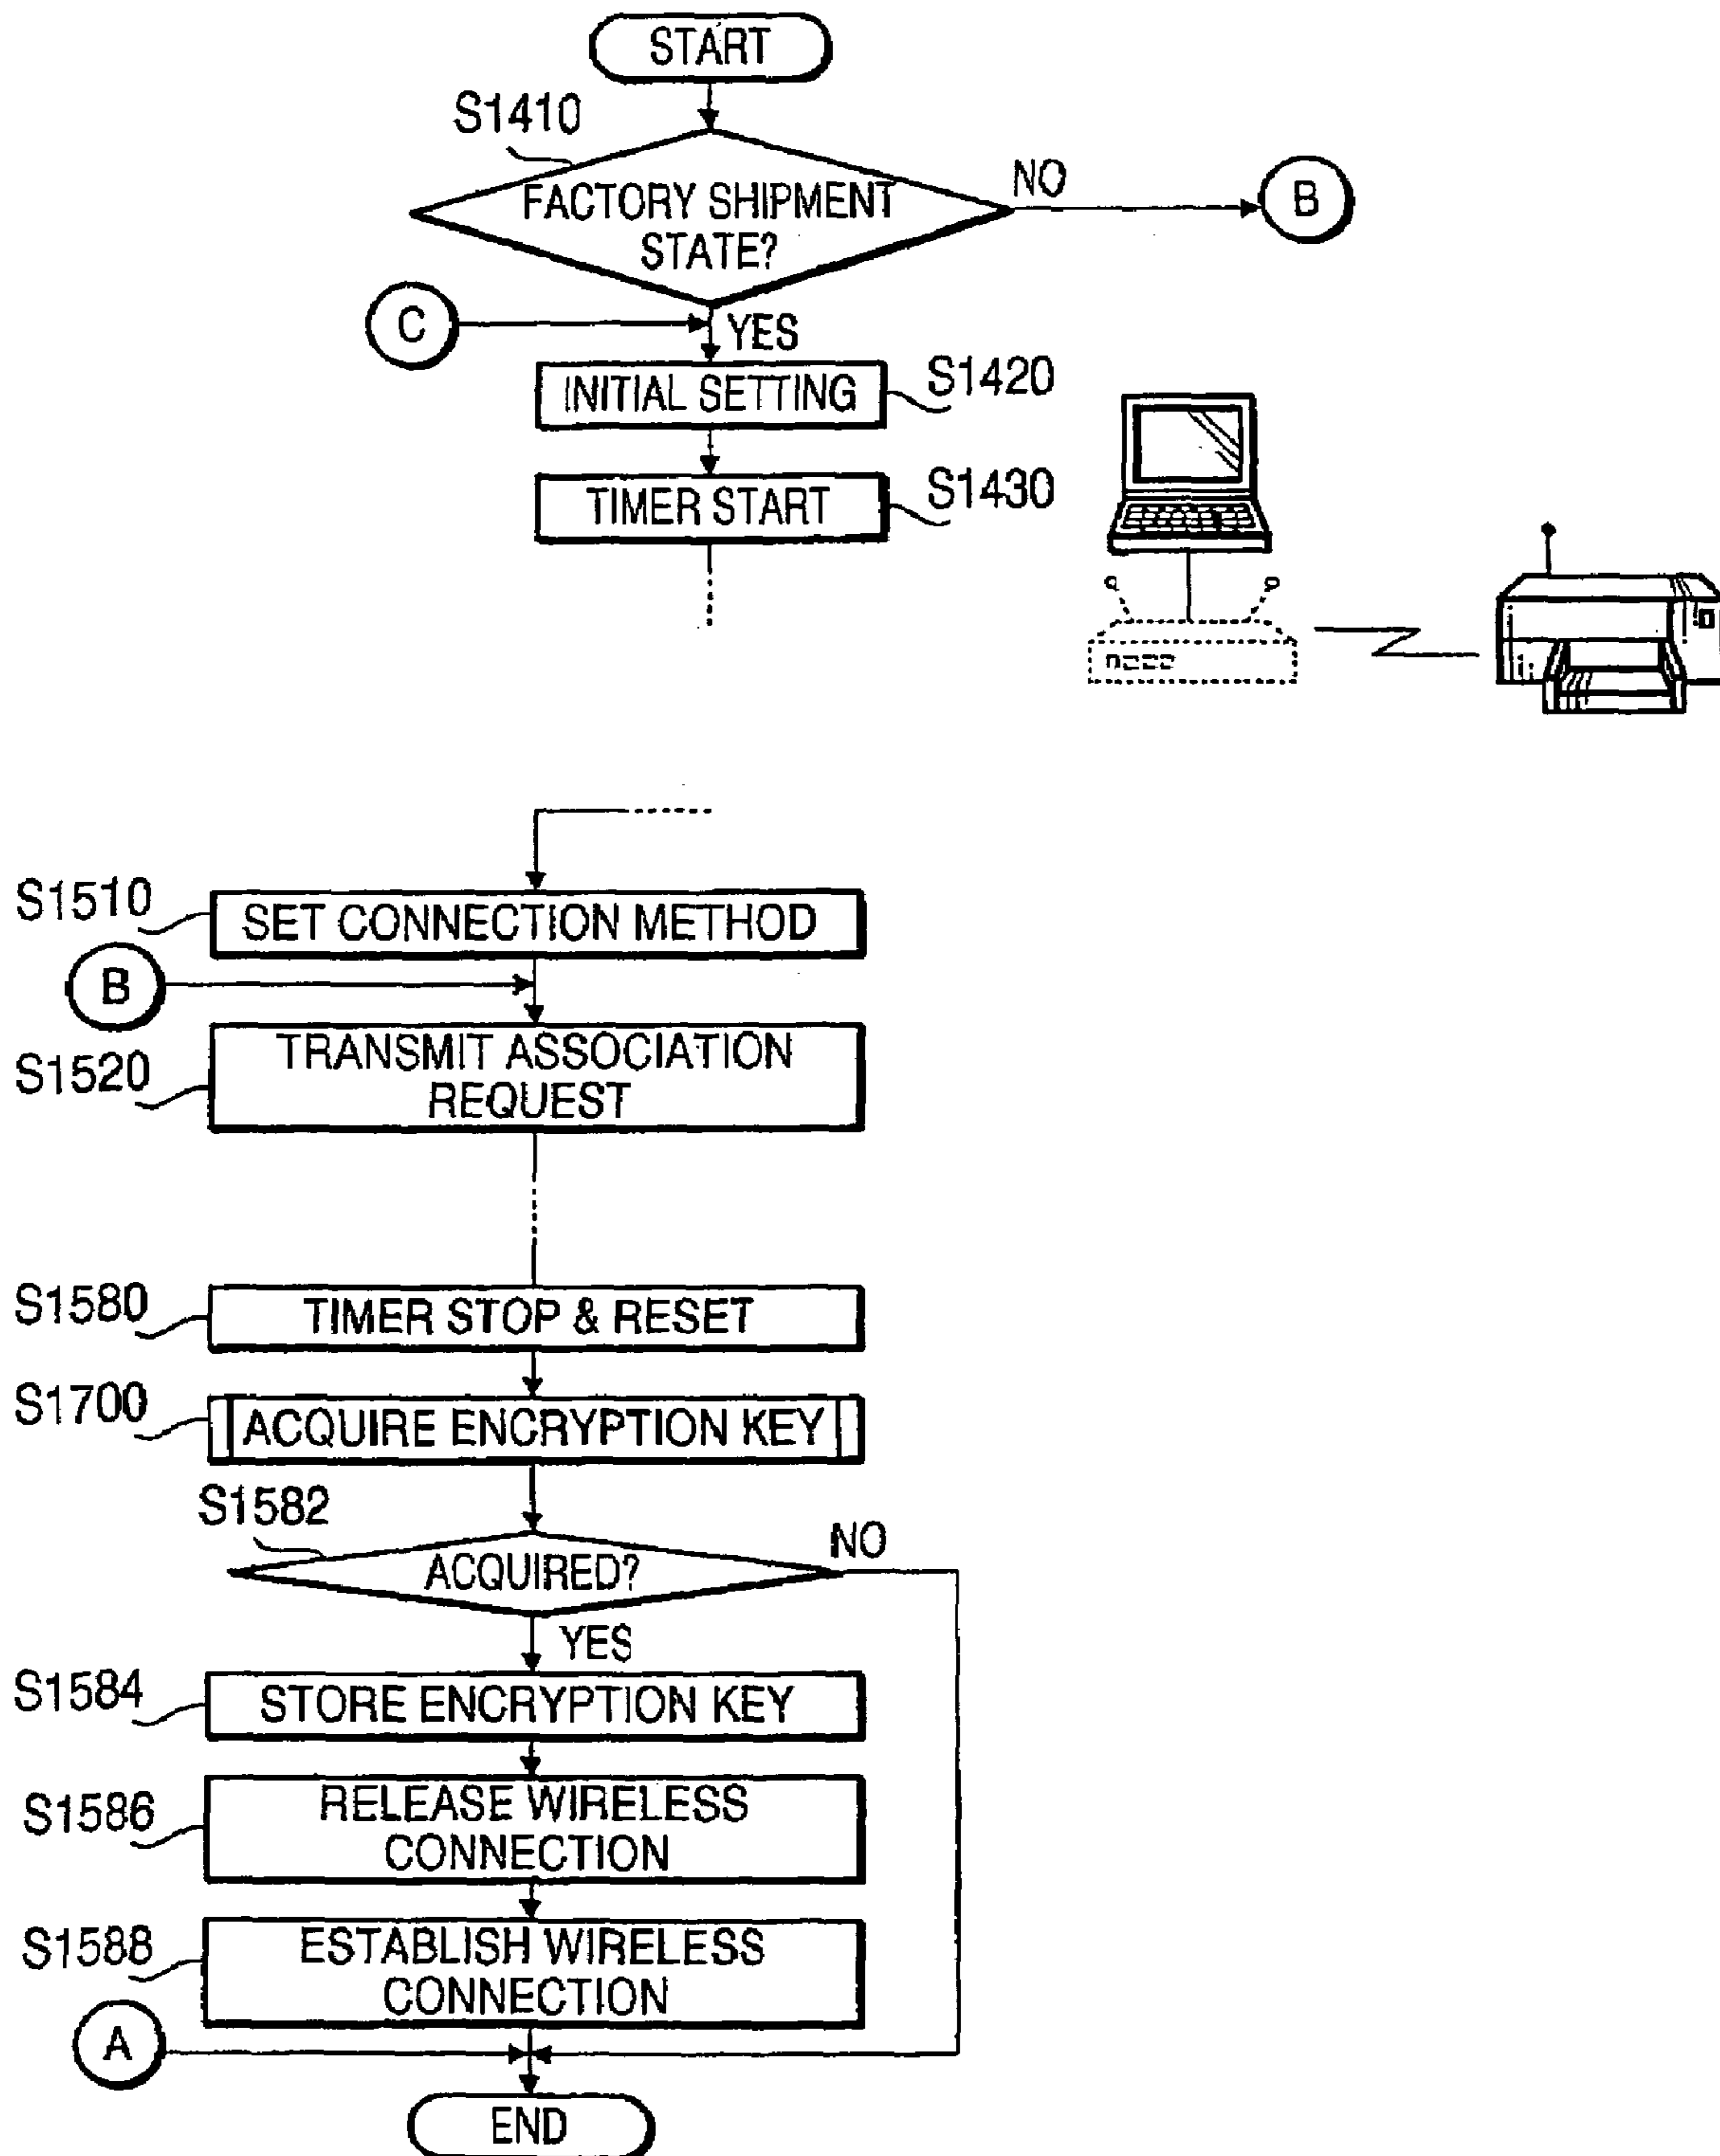 START
S1410
FACTORY SHIPMENT
STATE?
NO
B
C
YES
INITIAL SETTING
S1420
TIMER START
S1430
S1510
SET CONNECTION METHOD
B
S1520
TRANSMIT ASSOCIATION
REQUEST
S1580
TIMER STOP & RESET
S1700
ACQUIRE ENCRYPTION KEY
S1582
ACQUIRED?
NO
YES
S1584
STORE ENCRYPTION KEY
S1586
RELEASE WIRELESS
CONNECTION
S1588
ESTABLISH WIRELESS
CONNECTION
A
END